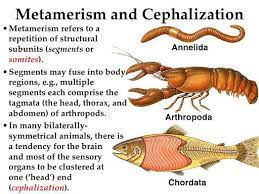 Metamerism and Cephalization
• Metamerism refers to a
repetition of structural
subunits (segments or
somites).
• Segments may fuse into body
regions, e.g., multiple
segments each comprise the
tagmata (the head, thorax, and
abdomen) of arthropods.
• In many bilaterally-
symmetrical animals, there is
a tendency for the brain
and most of the sensory
organs to be clustered at
one ('head') end
(cephalization).
Annelida
Arthropoda
Chordata